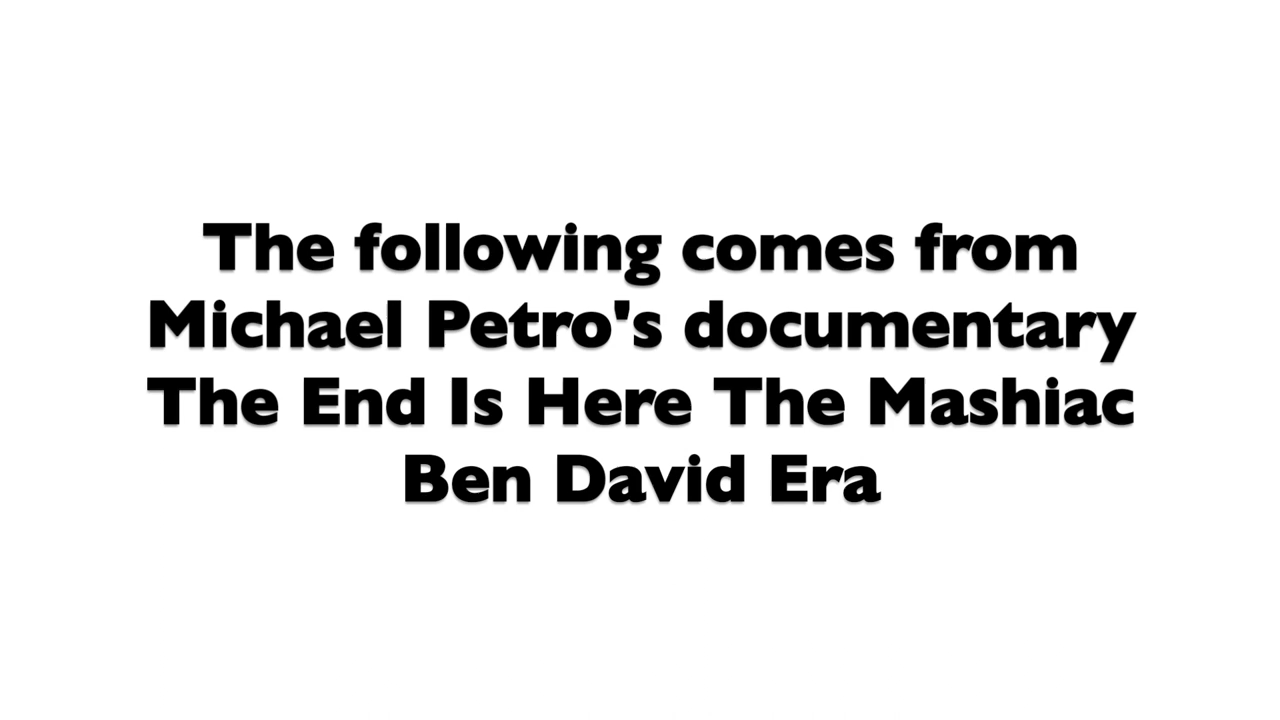 The following comes from
Michael Petro's documentary
The End Is Here The Mashiac
Ben David Era